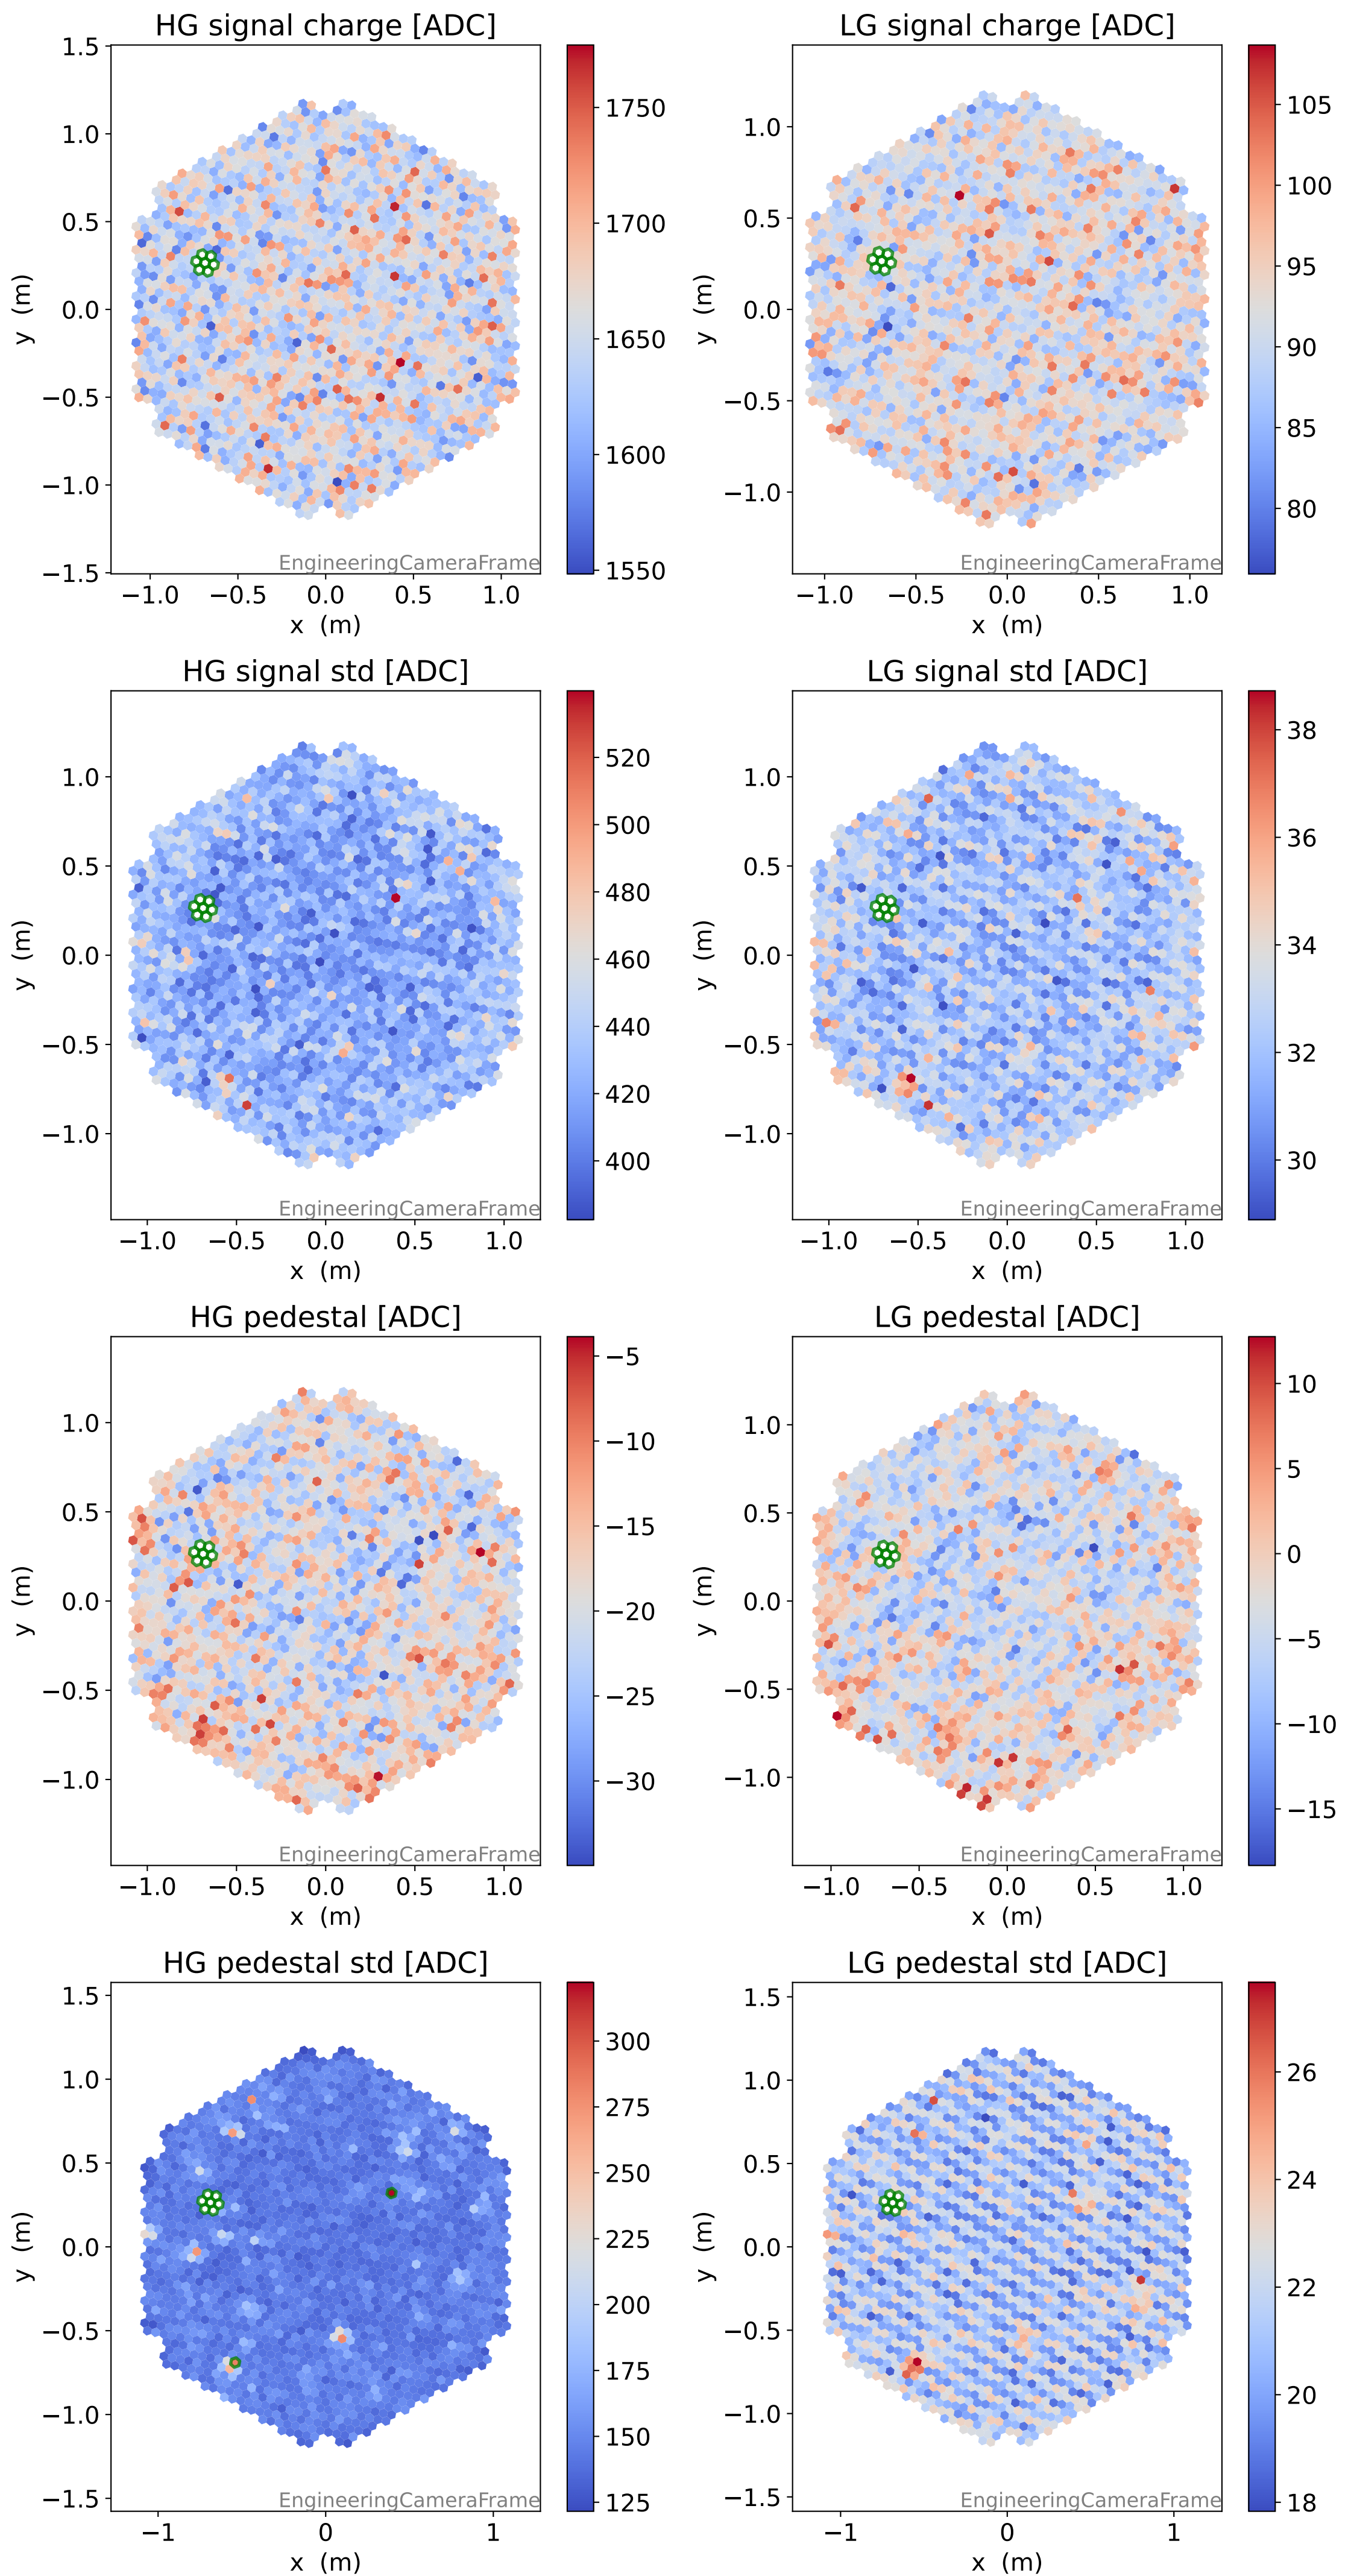 HG signal charge [ADC]
1.5
1.0
0.5
0.0
−0.5
−1.0
−1.5
y (m)
−1.0 −0.5 0.0 0.5 1.0
x (m)
EngineeringCameraFrame
1750
1700
1650
1600
1550
LG signal charge [ADC]
1.0
0.5
0.0
−0.5
−1.0
y (m)
−1.0 −0.5 0.0 0.5 1.0
x (m)
EngineeringCameraFrame
105
100
95
90
85
80
HG signal std [ADC]
1.0
0.5
0.0
−0.5
−1.0
y (m)
−1.0 −0.5 0.0 0.5 1.0
x (m)
EngineeringCameraFrame
520
500
480
460
440
420
400
LG signal std [ADC]
1.0
0.5
0.0
−0.5
−1.0
y (m)
−1.0 −0.5 0.0 0.5 1.0
x (m)
EngineeringCameraFrame
38
36
34
32
30
HG pedestal [ADC]
1.0
0.5
0.0
−0.5
−1.0
y (m)
−1.0 −0.5 0.0 0.5 1.0
x (m)
EngineeringCameraFrame
−5
−10
−15
−20
−25
−30
LG pedestal [ADC]
1.0
0.5
0.0
−0.5
−1.0
y (m)
−1.0 −0.5 0.0 0.5 1.0
x (m)
EngineeringCameraFrame
10
5
0
−5
−10
−15
HG pedestal std [ADC]
1.5
1.0
0.5
0.0
−0.5
−1.0
−1.5
y (m)
−1 0 1
x (m)
EngineeringCameraFrame
300
275
250
225
200
175
150
125
LG pedestal std [ADC]
1.5
1.0
0.5
0.0
−0.5
−1.0
−1.5
y (m)
−1 0 1
x (m)
EngineeringCameraFrame
26
24
22
20
18